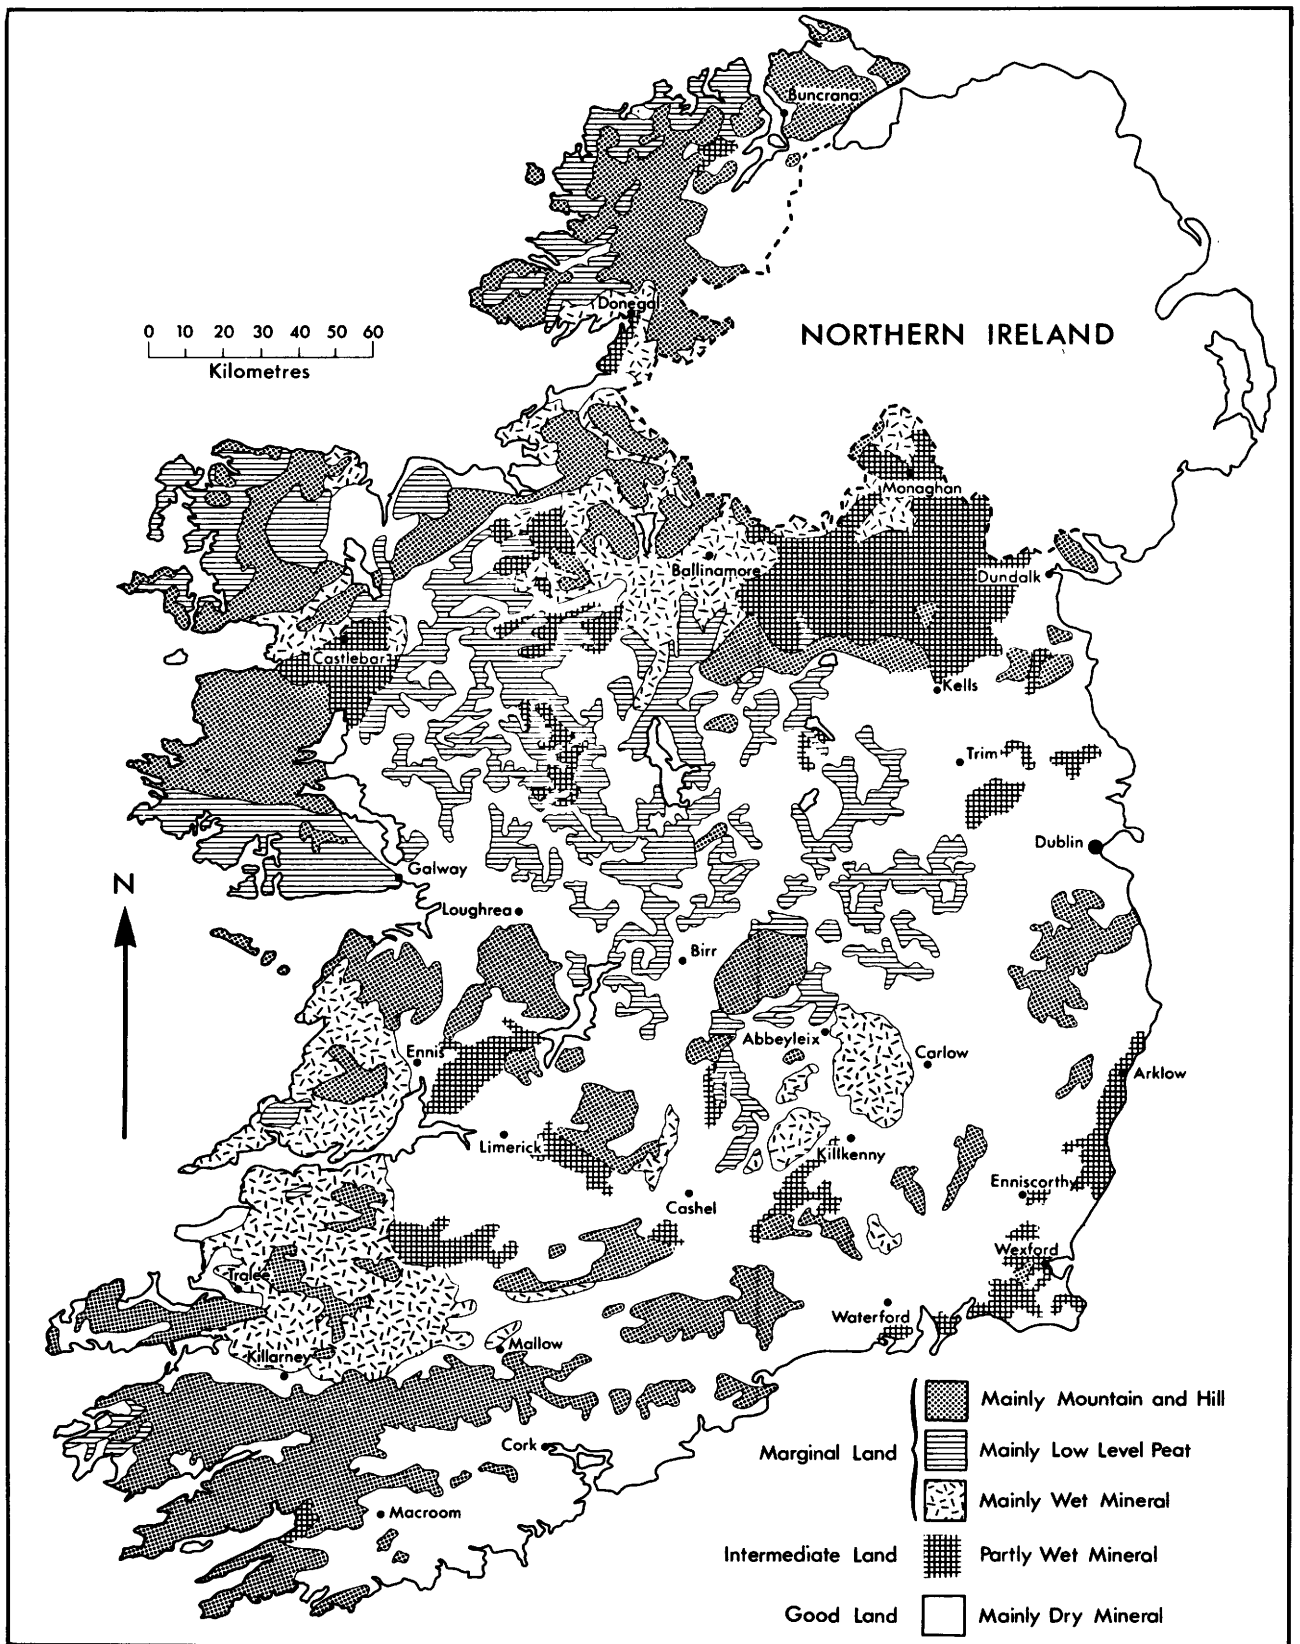 Buncrana
Donegal
NORTHERN IRELAND
0 10 20 30 40 50 60
Kilometres
Monaghan
Ballinamore
Dundalk
Castlebar
Kells
Trim
Dublin
Galway
N
Loughrea
Birr
Abbeyleix
Ennis
Carlow
Arklow
Limerick
Killkenny
Enniscorthy
Cashel
Wexford
Tralee
Waterford
Mallow
Killarney
Cork
Macroom
Mainly Mountain and Hill
Marginal Land
Mainly Low Level Peat
Mainly Wet Mineral
Intermediate Land
Partly Wet Mineral
Good Land
Mainly Dry Mineral